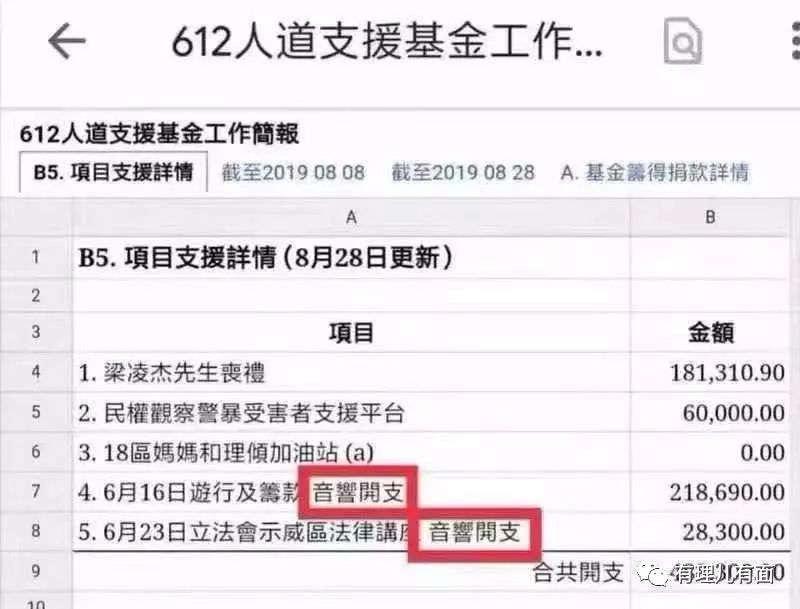 612人道支援基金工作...
612人道支援基金工作簡報
B5. 項目支援詳情 截至2019 08 08 截至2019 08 28 A. 基金籌得捐款詳情
A B
1 B5. 項目支援詳情（8月28日更新）
2
3 項目 金額
4 1. 梁凌杰先生喪禮 181,310.90
5 2. 民權觀察警暴受害者支援平台 60,000.00
6 3. 18區媽媽和理傾加油站 (a) 0.00
7 4. 6月16日遊行及籌款 音響開支 218,690.00
8 5. 6月23日立法會示威區法律講座 音響開支 28,300.00
9 合共開支
有理儿有面
10